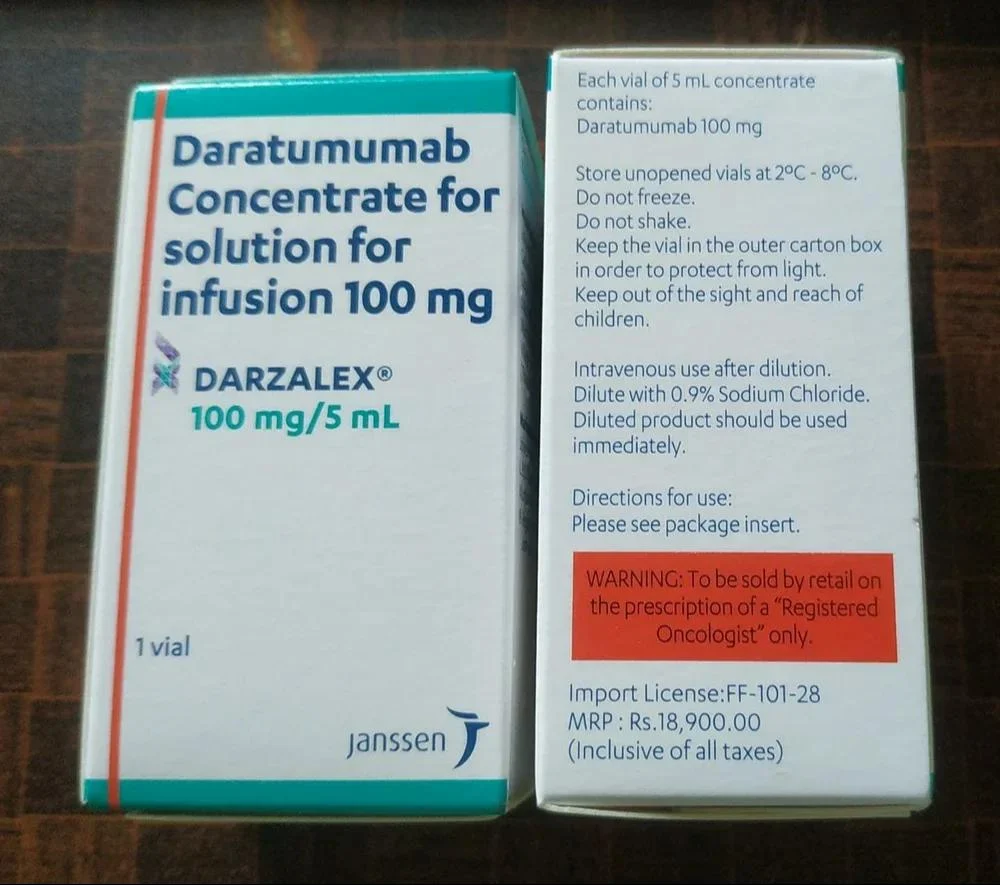 Daratumumab
Concentrate for
solution for
infusion 100 mg
DARZALEX®
100 mg/5 mL
1 vial
janssen
Each vial of 5 mL concentrate
contains:
Daratumumab 100 mg
Store unopened vials at 2ºC - 8ºC.
Do not freeze.
Do not shake.
Keep the vial in the outer carton box
in order to protect from light.
Keep out of the sight and reach of
children.
Intravenous use after dilution.
Dilute with 0.9% Sodium Chloride.
Diluted product should be used
immediately.
Directions for use:
Please see package insert.
WARNING: To be sold by retail on
the prescription of a “Registered
Oncologist” only.
Import License:FF-101-28
MRP : Rs.18,900.00
(Inclusive of all taxes)